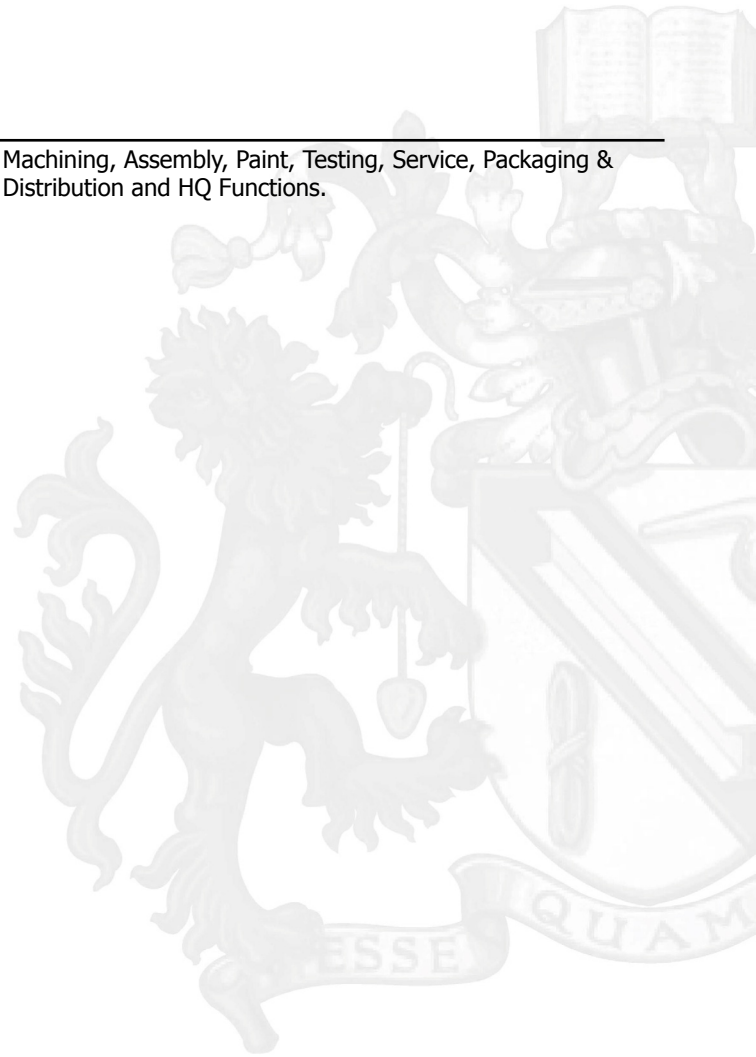 Machining, Assembly, Paint, Testing, Service, Packaging &
Distribution and HQ Functions.
ESSE
QUAM